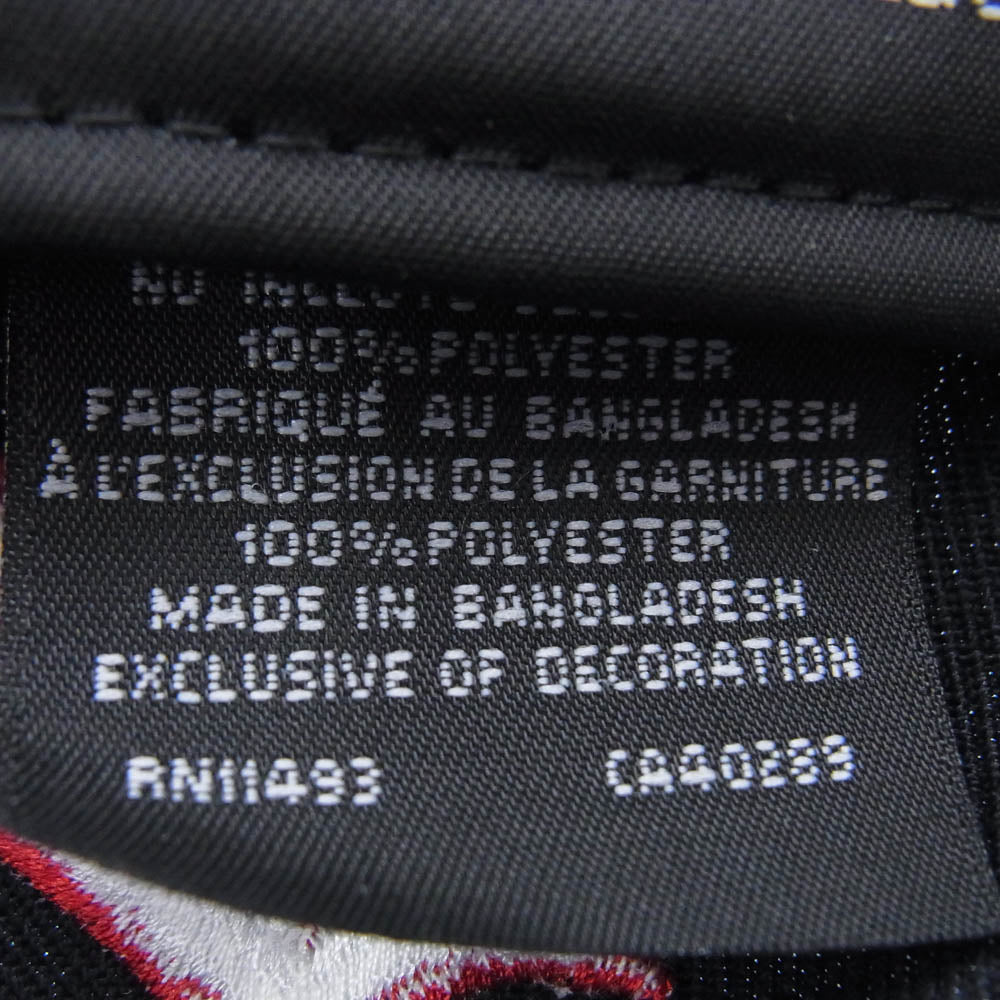 100% POLYESTER
FABRIQUÉ AU BANGLADESH
À L'EXCLUSION DE LA GARNITURE
100% POLYESTER
MADE IN BANGLADESH
EXCLUSIVE OF DECORATION
RN11493 CA40289